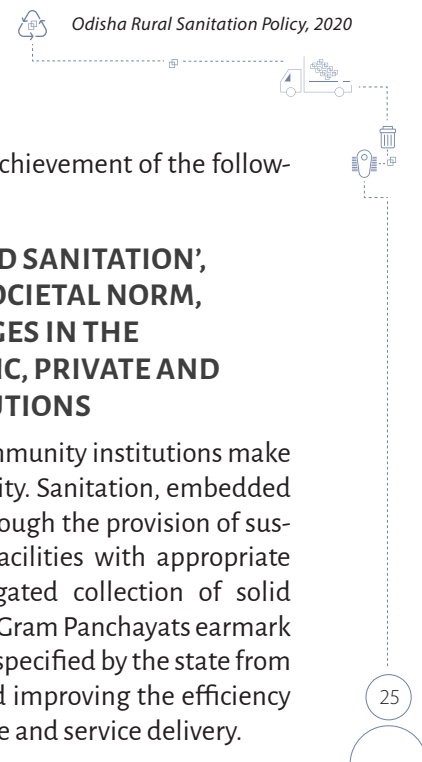 Odisha Rural Sanitation Policy, 2020
chievement of the follow-
D SANITATION’,
OCIETAL NORM,
GES IN THE
IC, PRIVATE AND
UTIONS
mmunity institutions make
ity. Sanitation, embedded
ough the provision of sus-
acilities with appropriate
gated collection of solid
Gram Panchayats earmark
specified by the state from
d improving the efficiency
e and service delivery.
25